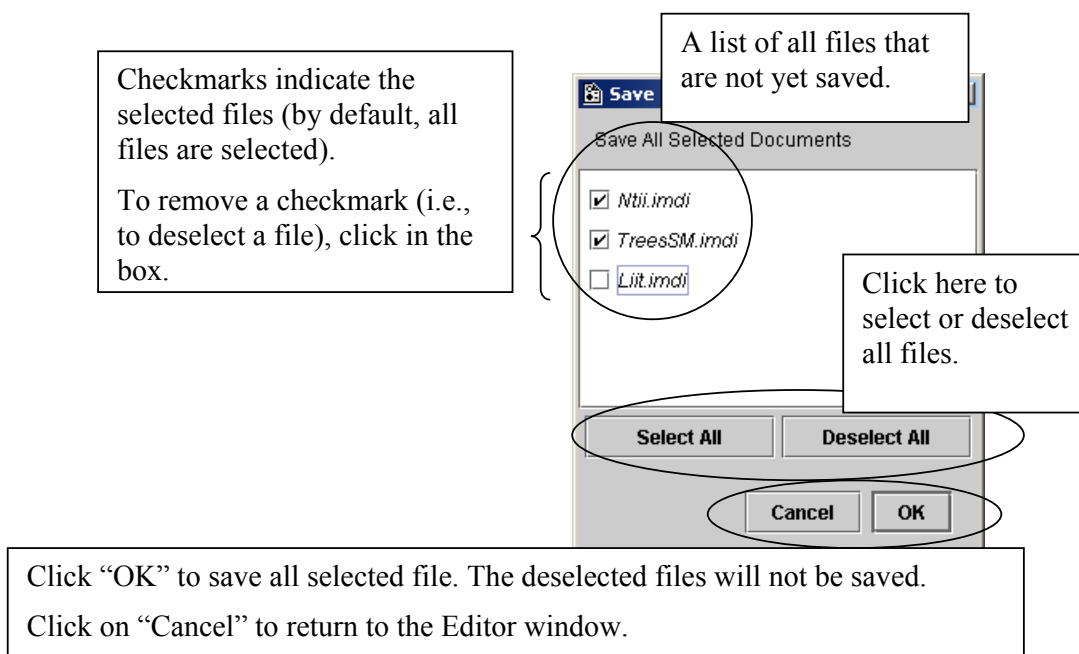 A list of all files that
are not yet saved.
Checkmarks indicate the
selected files (by default, all
files are selected).
To remove a checkmark (i.e.,
to deselect a file), click in the
box.
Save
Save All Selected Documents
Ntii.imdi
TreesSM.imdi
Liit.imdi
Click here to
select or deselect
all files.
Select All
Deselect All
Cancel
OK
Click “OK” to save all selected file. The deselected files will not be saved.
Click on “Cancel” to return to the Editor window.